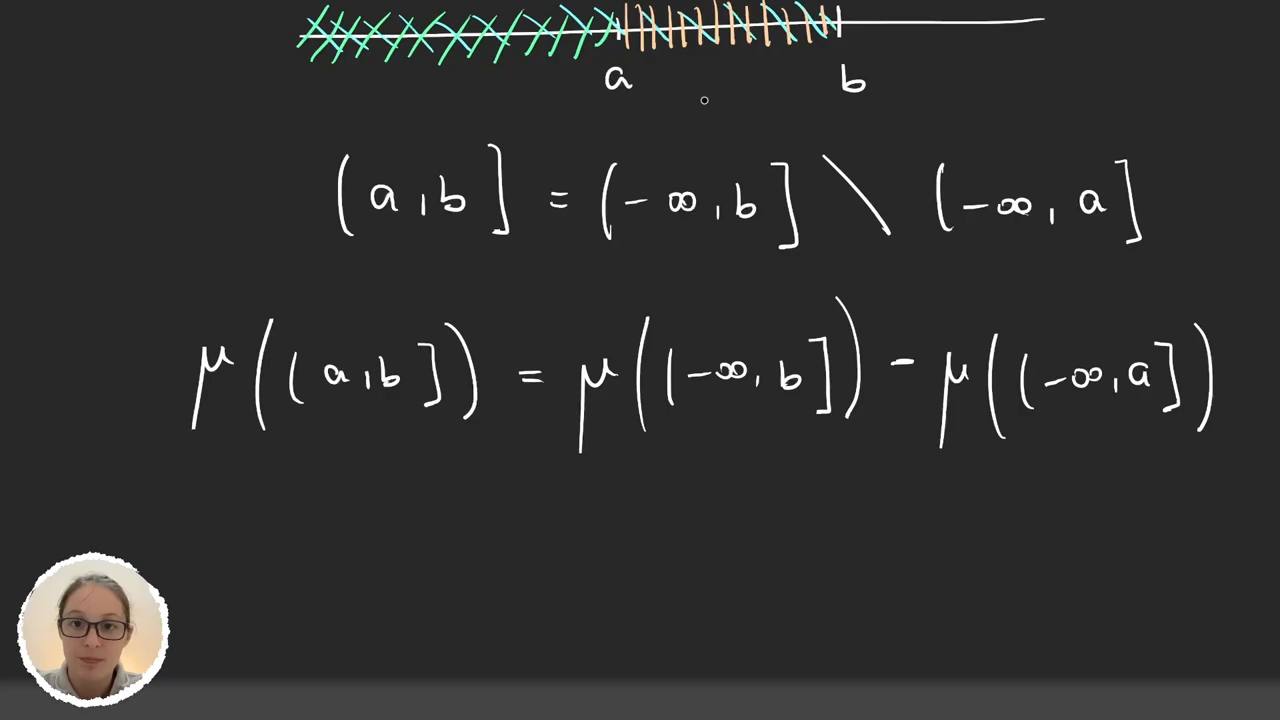 a b
(a, b] = (-∞, b] \ (-∞, a]
μ((a, b]) = μ((-∞, b]) - μ((-∞, a])